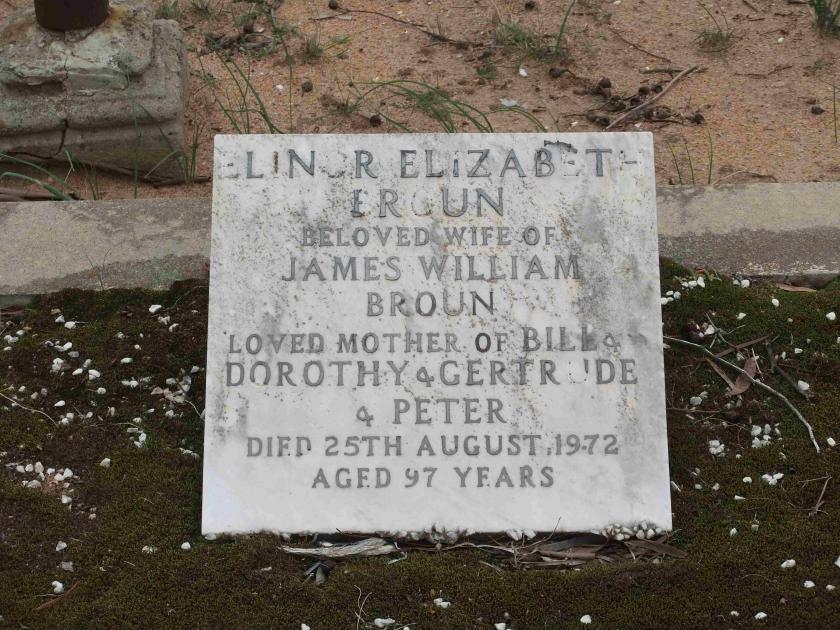 ELINOR ELIZABETH
BROUN
BELOVED WIFE OF
JAMES WILLIAM
BROUN
LOVED MOTHER OF BILL &
DOROTHY & GERTRUDE
& PETER
DIED 25TH AUGUST, 1972
AGED 97 YEARS